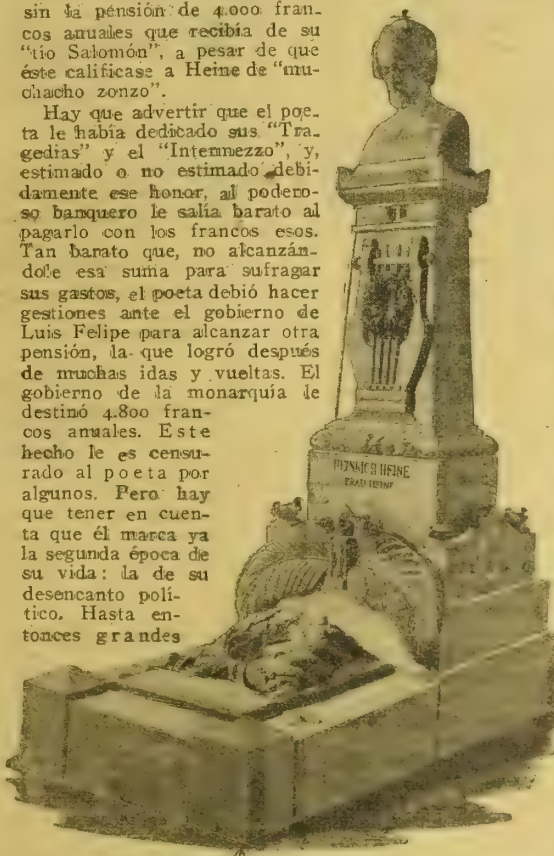 sin la pensión de 4.000 fran-
cos anuales que recibía de su
“tío Salomón”, a pesar de que
éste calificase a Heine de “mu-
chacho zonzo”.
Hay que advertir que el poe-
ta le había dedicado sus “Tra-
gedias” y el “Intermezzo”, y,
estimado o no estimado debi-
damente ese honor, al podero-
so banquero le salía barato al
pagarlo con los francos esos.
Tan barato que, no alcanzán-
dole esa suma para sufragar
sus gastos, el poeta debió hacer
gestiones ante el gobierno de
Luis Felipe para alcanzar otra
pensión, la que logró después
de muchas idas y vueltas. El
gobierno de la monarquía le
destinó 4.800 fran-
cos anuales. Este
hecho le es censu-
rado al poeta por
algunos. Pero hay
que tener en cuen-
ta que él marca ya
la segunda época de
su vida: la de su
desencanto polí-
tico. Hasta en-
tonces grandes
HEINRICH HEINE
FRAU HEINE